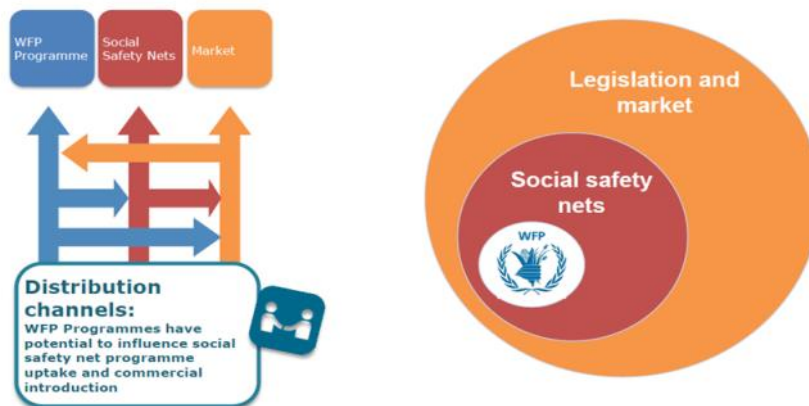 WFP
Programme
Social
Safety Nets
Market
Distribution
channels:
WFP Programmes have
potential to influence social
safety net programme
uptake and commercial
introduction
Legislation and
market
Social safety
nets
WFP